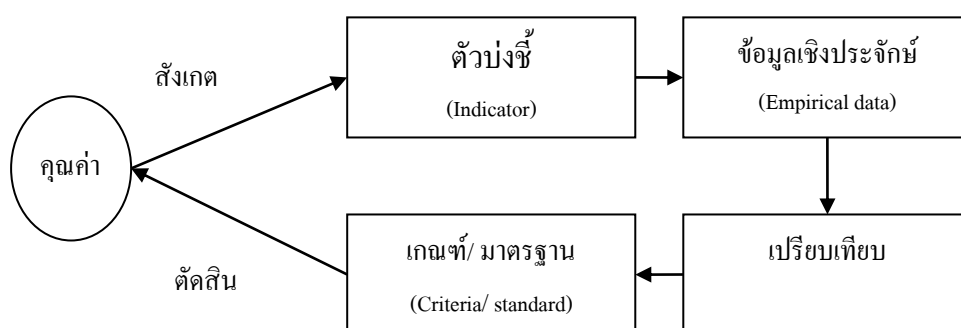 สังเกต
ตัวบ่งชี้
(Indicator)
ข้อมูลเชิงประจักษ์
(Empirical data)
คุณค่า
ตัดสิน
เกณฑ์/ มาตรฐาน
(Criteria/ standard)
เปรียบเทียบ